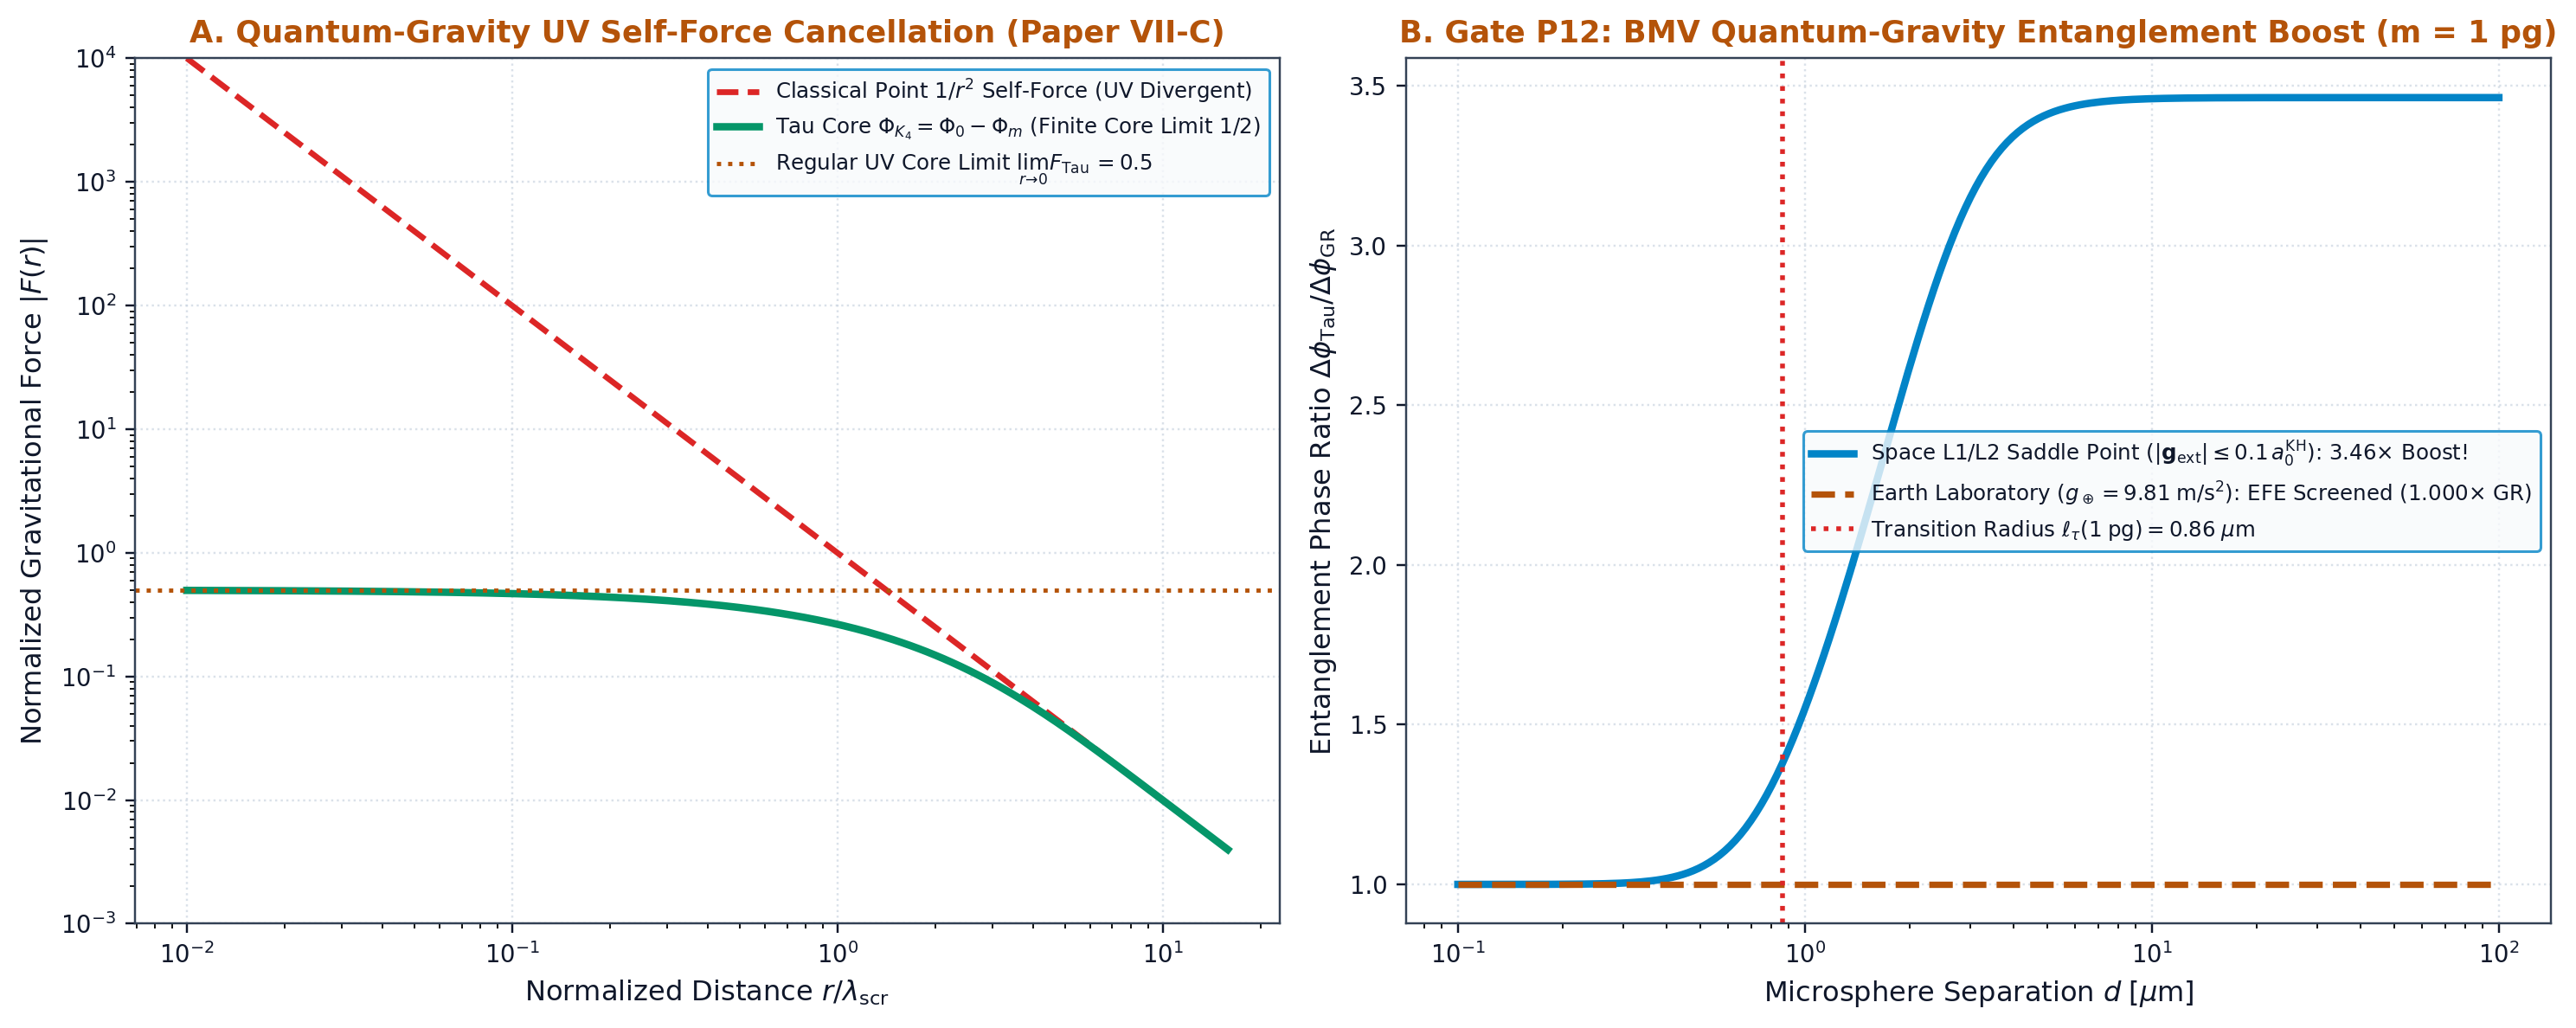 A. Quantum-Gravity UV Self-Force Cancellation (Paper VII-C)
Normalized Gravitational Force |F(r)|
10⁴
10³
10²
10¹
10⁰
10⁻¹
10⁻²
10⁻³
Classical Point 1/r² Self-Force (UV Divergent)
Tau Core Φ_{K₄} = Φ₀ − Φₘ (Finite Core Limit 1/2)
Regular UV Core Limit lim_{r→0} F_Tau = 0.5
10⁻² 10⁻¹ 10⁰ 10¹
Normalized Distance r/λ_scr
B. Gate P12: BMV Quantum-Gravity Entanglement Boost (m = 1 pg)
Entanglement Phase Ratio Δϕ_Tau/Δϕ_GR
3.5
3.0
2.5
2.0
1.5
1.0
Space L1/L2 Saddle Point (|g_ext| ≤ 0.1 a₀^KH): 3.46× Boost!
Earth Laboratory (g_⊕ = 9.81 m/s²): EFE Screened (1.000× GR)
Transition Radius ℓ_τ(1 pg) = 0.86 μm
10⁻¹ 10⁰ 10¹ 10²
Microsphere Separation d [μm]